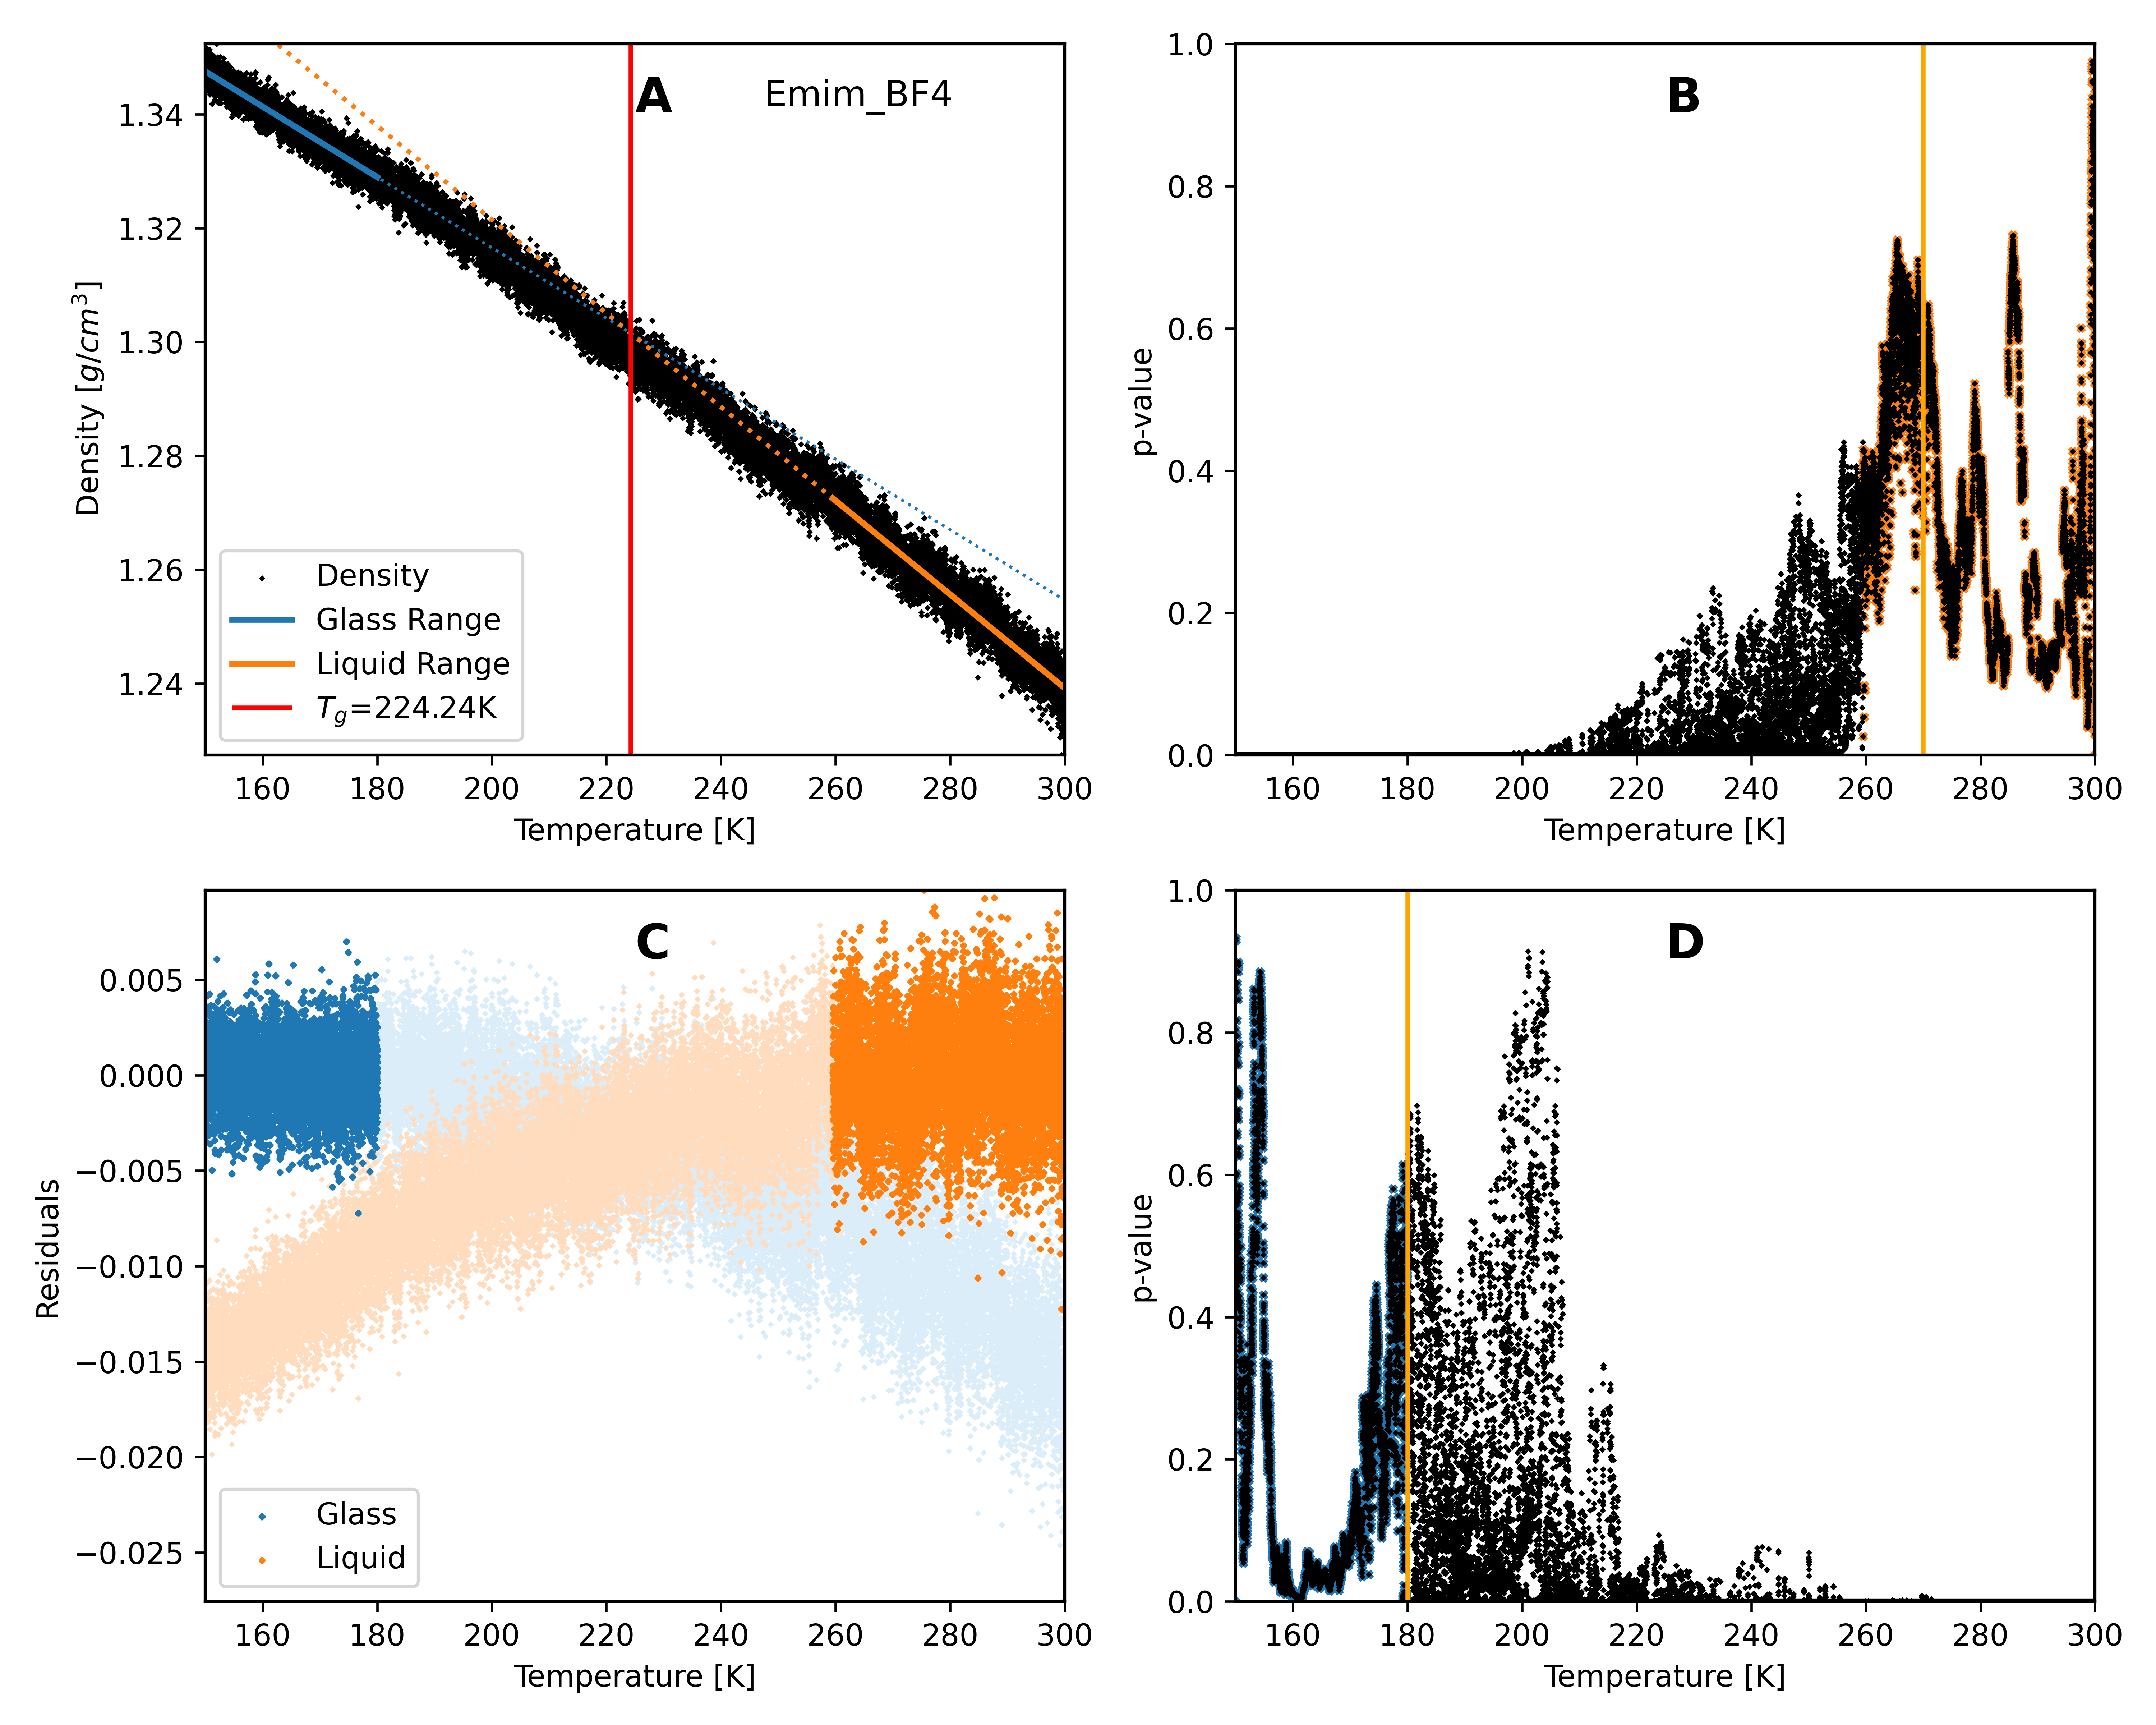 A
Emim_BF4
1.34
1.32
1.30
1.28
1.26
1.24
Density [g/cm³]
Density
Glass Range
Liquid Range
Tg=224.24K
160 180 200 220 240 260 280 300
Temperature [K]
B
1.0
0.8
0.6
0.4
0.2
0.0
p-value
160 180 200 220 240 260 280 300
Temperature [K]
C
0.005
0.000
−0.005
−0.010
−0.015
−0.020
−0.025
Residuals
Glass
Liquid
160 180 200 220 240 260 280 300
Temperature [K]
D
1.0
0.8
0.6
0.4
0.2
0.0
p-value
160 180 200 220 240 260 280 300
Temperature [K]